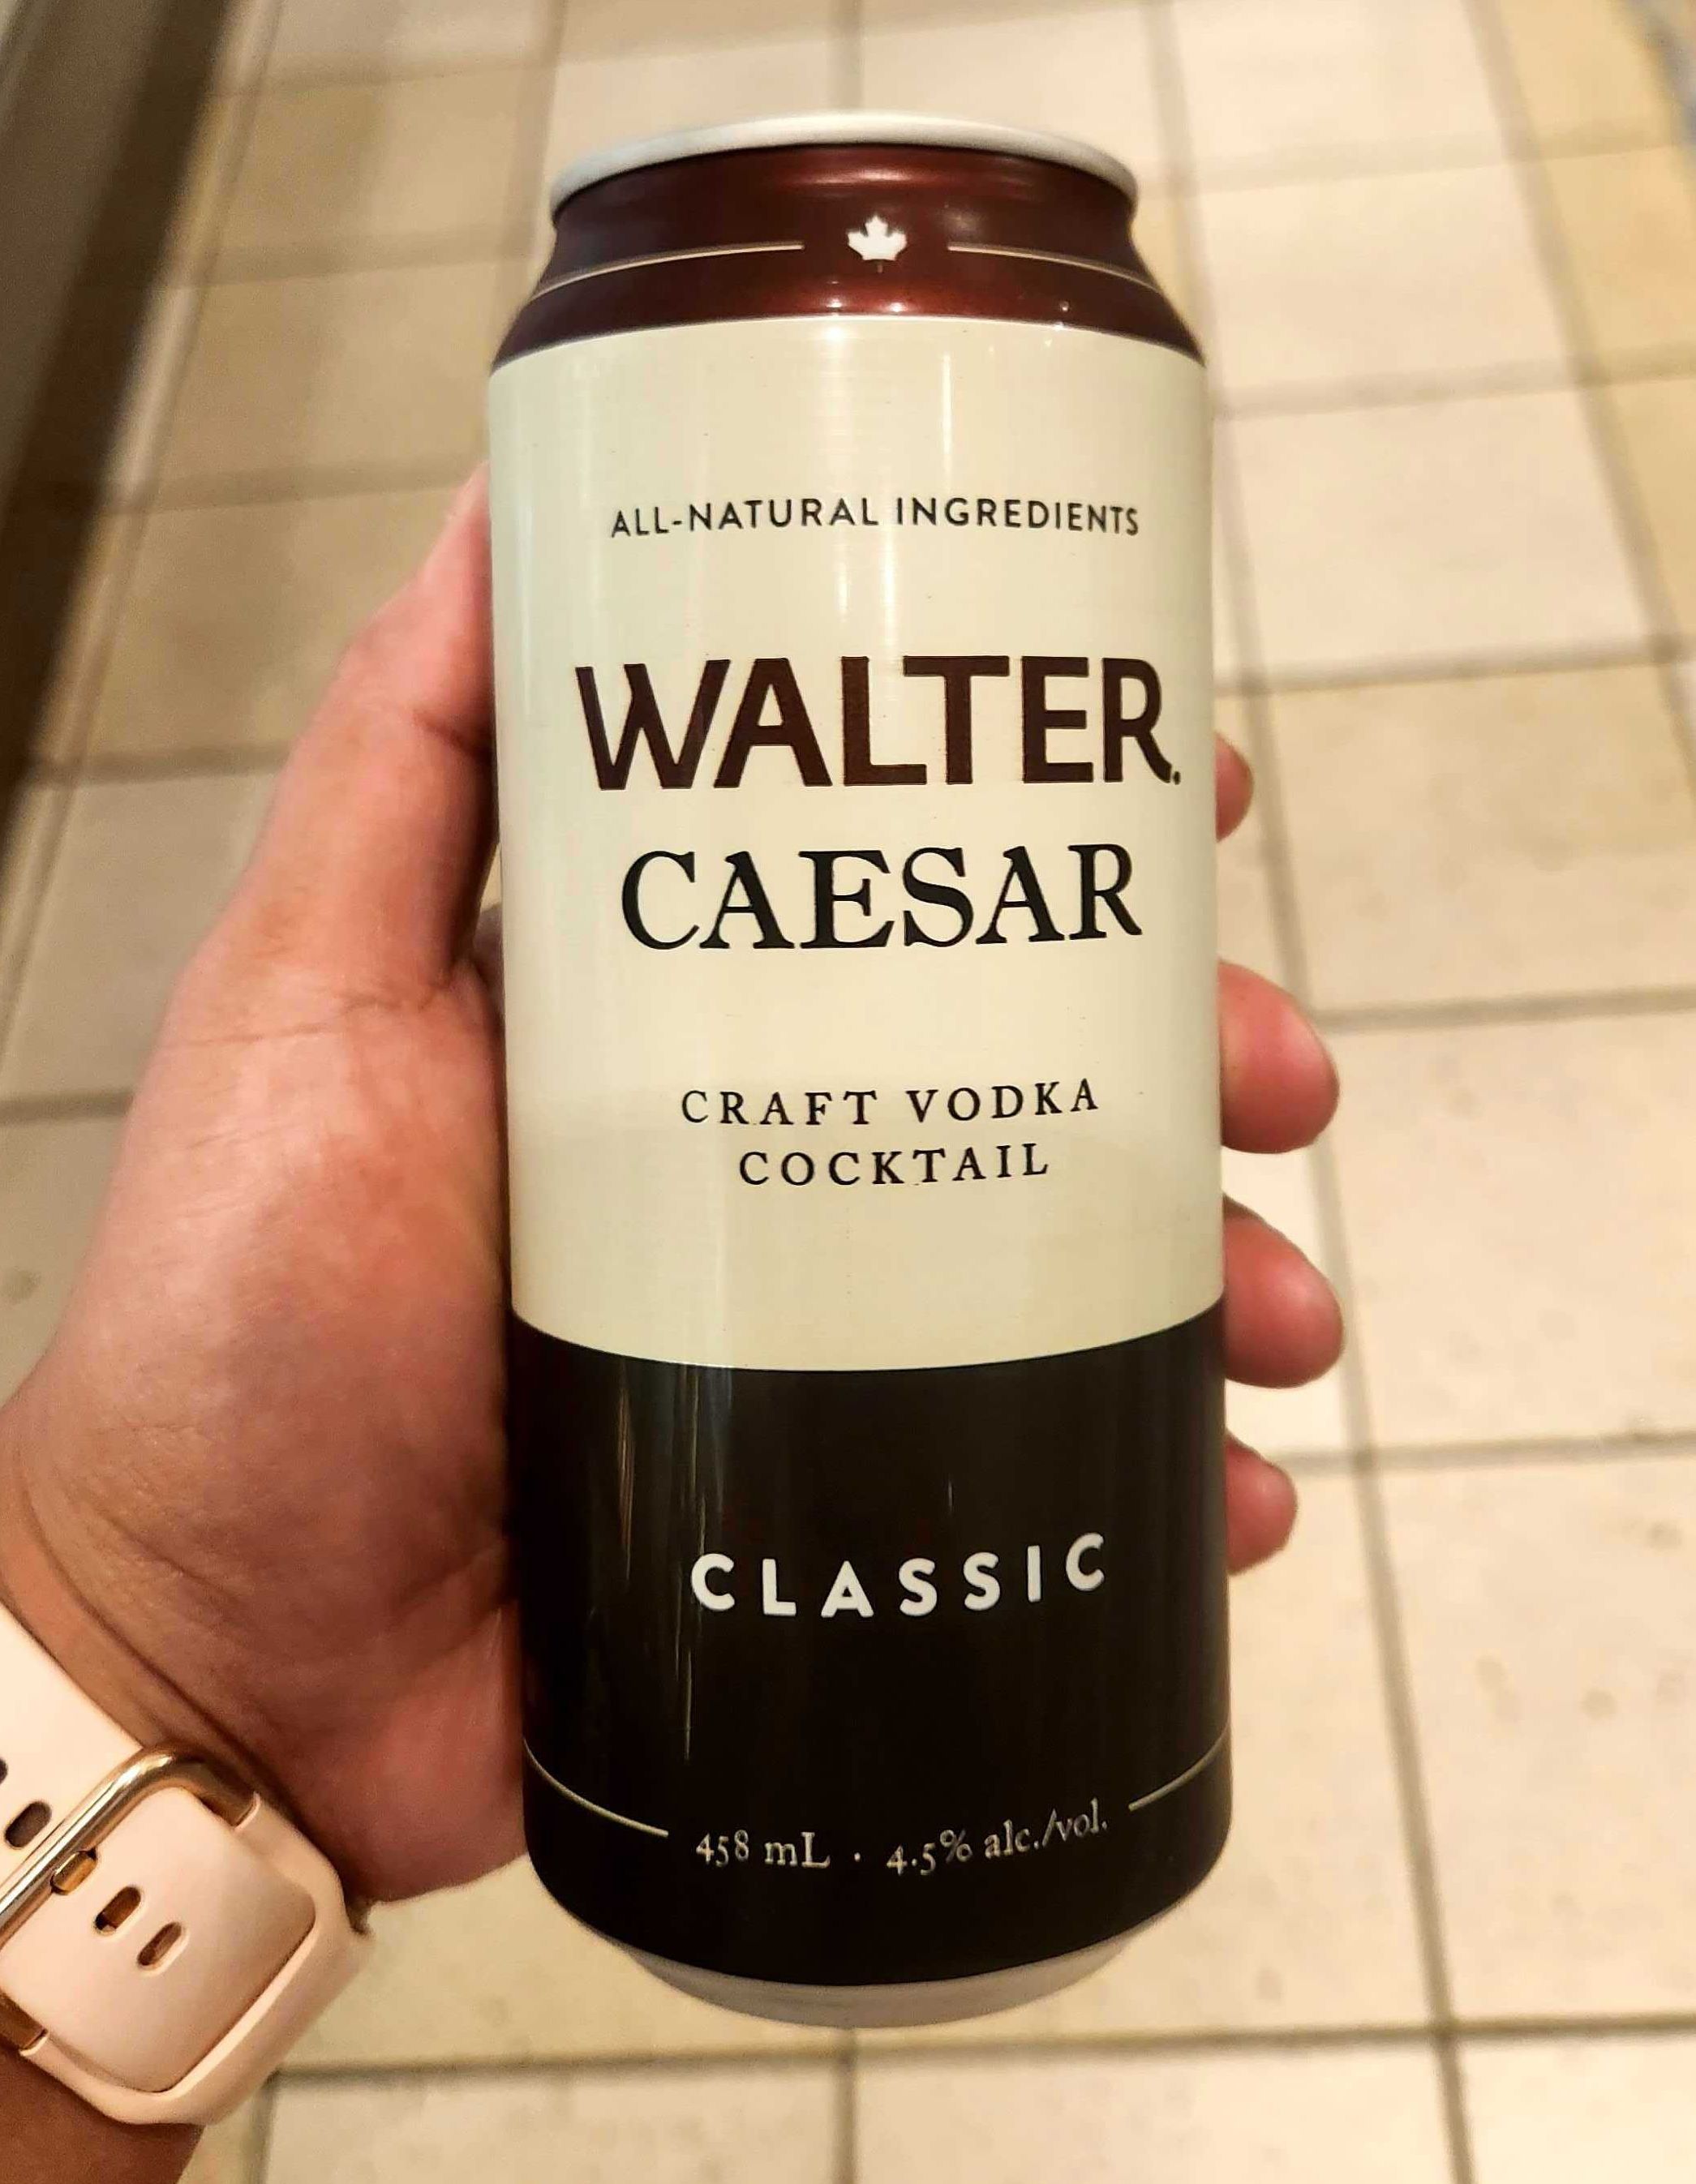 ALL-NATURAL INGREDIENTS
WALTER.
CAESAR
CRAFT VODKA
COCKTAIL
CLASSIC
458 mL · 4.5% alc./vol.